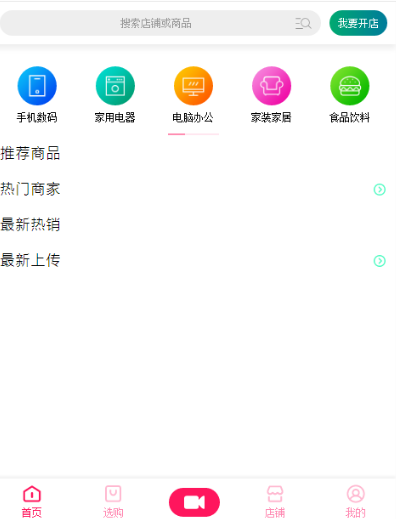 搜索店铺或商品
我要开店
手机数码
家用电器
电脑办公
家装家居
食品饮料
推荐商品
热门商家
最新热销
最新上传
首页
选购
店铺
我的